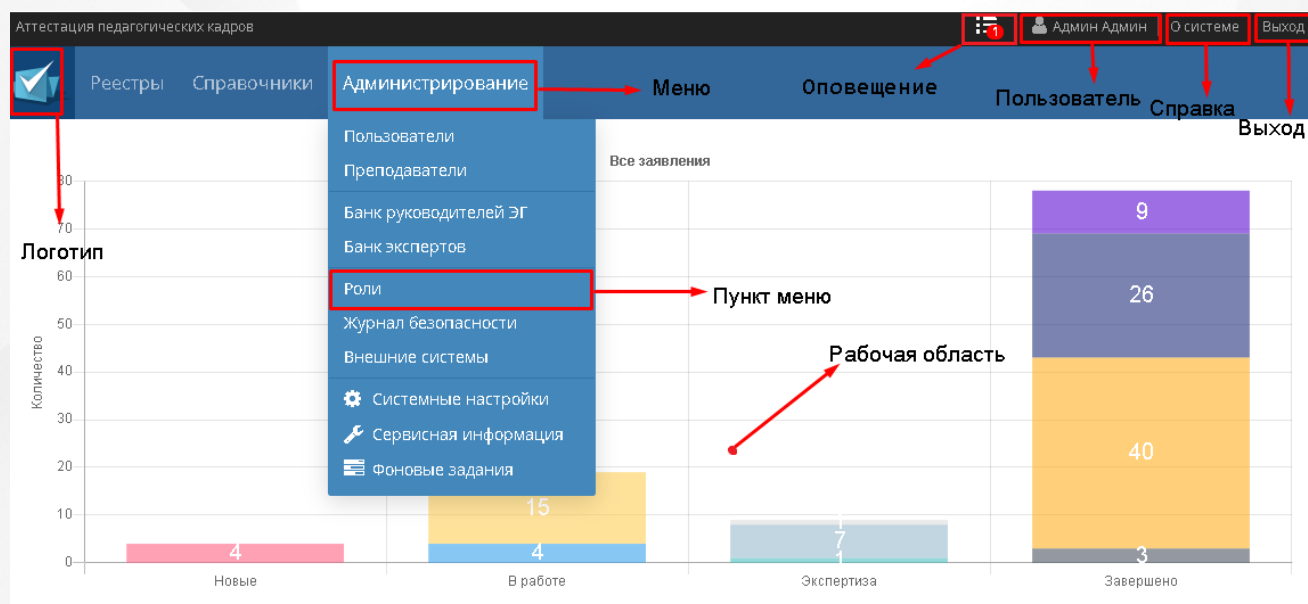 Аттестация педагогических кадров
1
Админ Админ
О системе
Выход
Реестры
Справочники
Администрирование
Меню
Оповещение
Пользователь
Справка
Выход
Пользователи
Преподаватели
Банк руководителей ЭГ
Банк экспертов
Роли
Журнал безопасности
Внешние системы
Системные настройки
Сервисная информация
Фоновые задания
Логотип
Пункт меню
Рабочая область
Все заявления
Количество
80
70
60
50
40
30
20
10
0
4
15
4
1
7
1
9
26
40
3
Новые
В работе
Экспертиза
Завершено